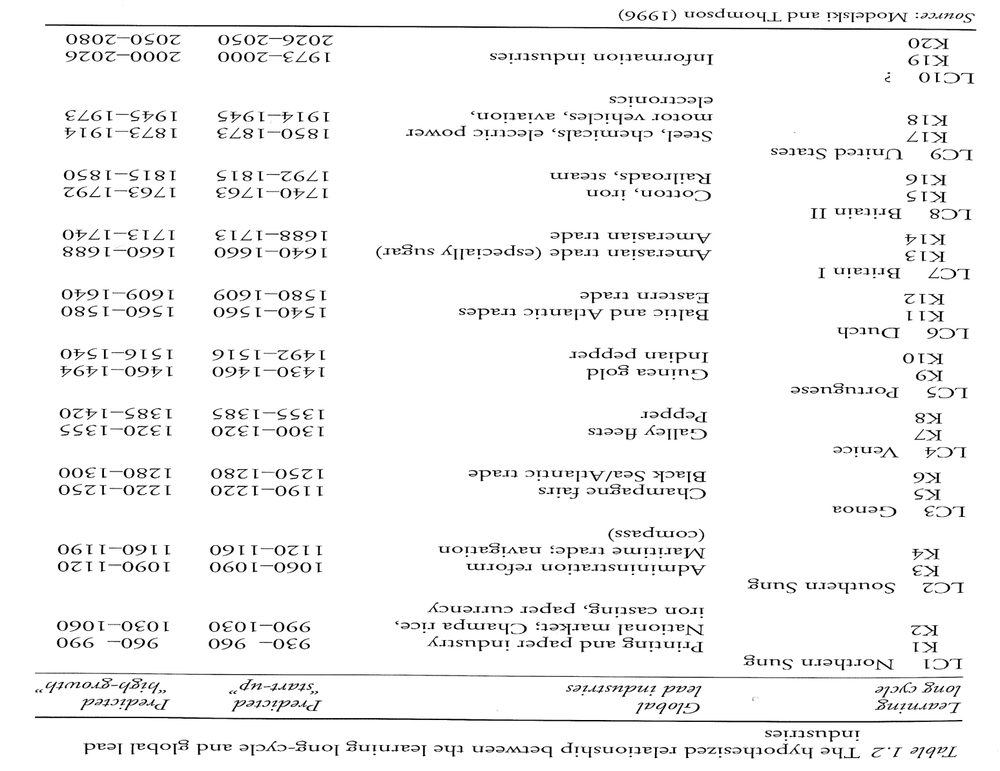 Table 1.2 The hypothesized relationship between the learning long-cycle and global lead
industries
Learning Global Predicted Predicted
long cycle lead industries "start-up" "high-growth"
LC1 Northern Sung
K1 Printing and paper industry 930– 960 960– 990
K2 National market; Champa rice, 990–1030 1030–1060
iron casting, paper currency
LC2 Southern Sung
K3 Admininstration reform 1060–1090 1090–1120
K4 Maritime trade; navigation 1120–1160 1160–1190
(compass)
LC3 Genoa
K5 Champagne fairs 1190–1220 1220–1250
K6 Black Sea/Atlantic trade 1250–1280 1280–1300
LC4 Venice
K7 Galley fleets 1300–1320 1320–1355
K8 Pepper 1355–1385 1385–1420
LC5 Portuguese
K9 Guinea gold 1430–1460 1460–1494
K10 Indian pepper 1492–1516 1516–1540
LC6 Dutch
K11 Baltic and Atlantic trades 1540–1560 1560–1580
K12 Eastern trade 1580–1609 1609–1640
LC7 Britain I
K13 Amerasian trade (especially sugar) 1640–1660 1660–1688
K14 Amerasian trade 1688–1713 1713–1740
LC8 Britain II
K15 Cotton, iron 1740–1763 1763–1792
K16 Railroads, steam 1792–1815 1815–1850
LC9 United States
K17 Steel, chemicals, electric power 1850–1873 1873–1914
K18 motor vehicles, aviation, 1914–1945 1945–1973
electronics
LC10 ?
K19 Information industries 1973–2000 2000–2026
K20 2026–2050 2050–2080
Source: Modelski and Thompson (1996)